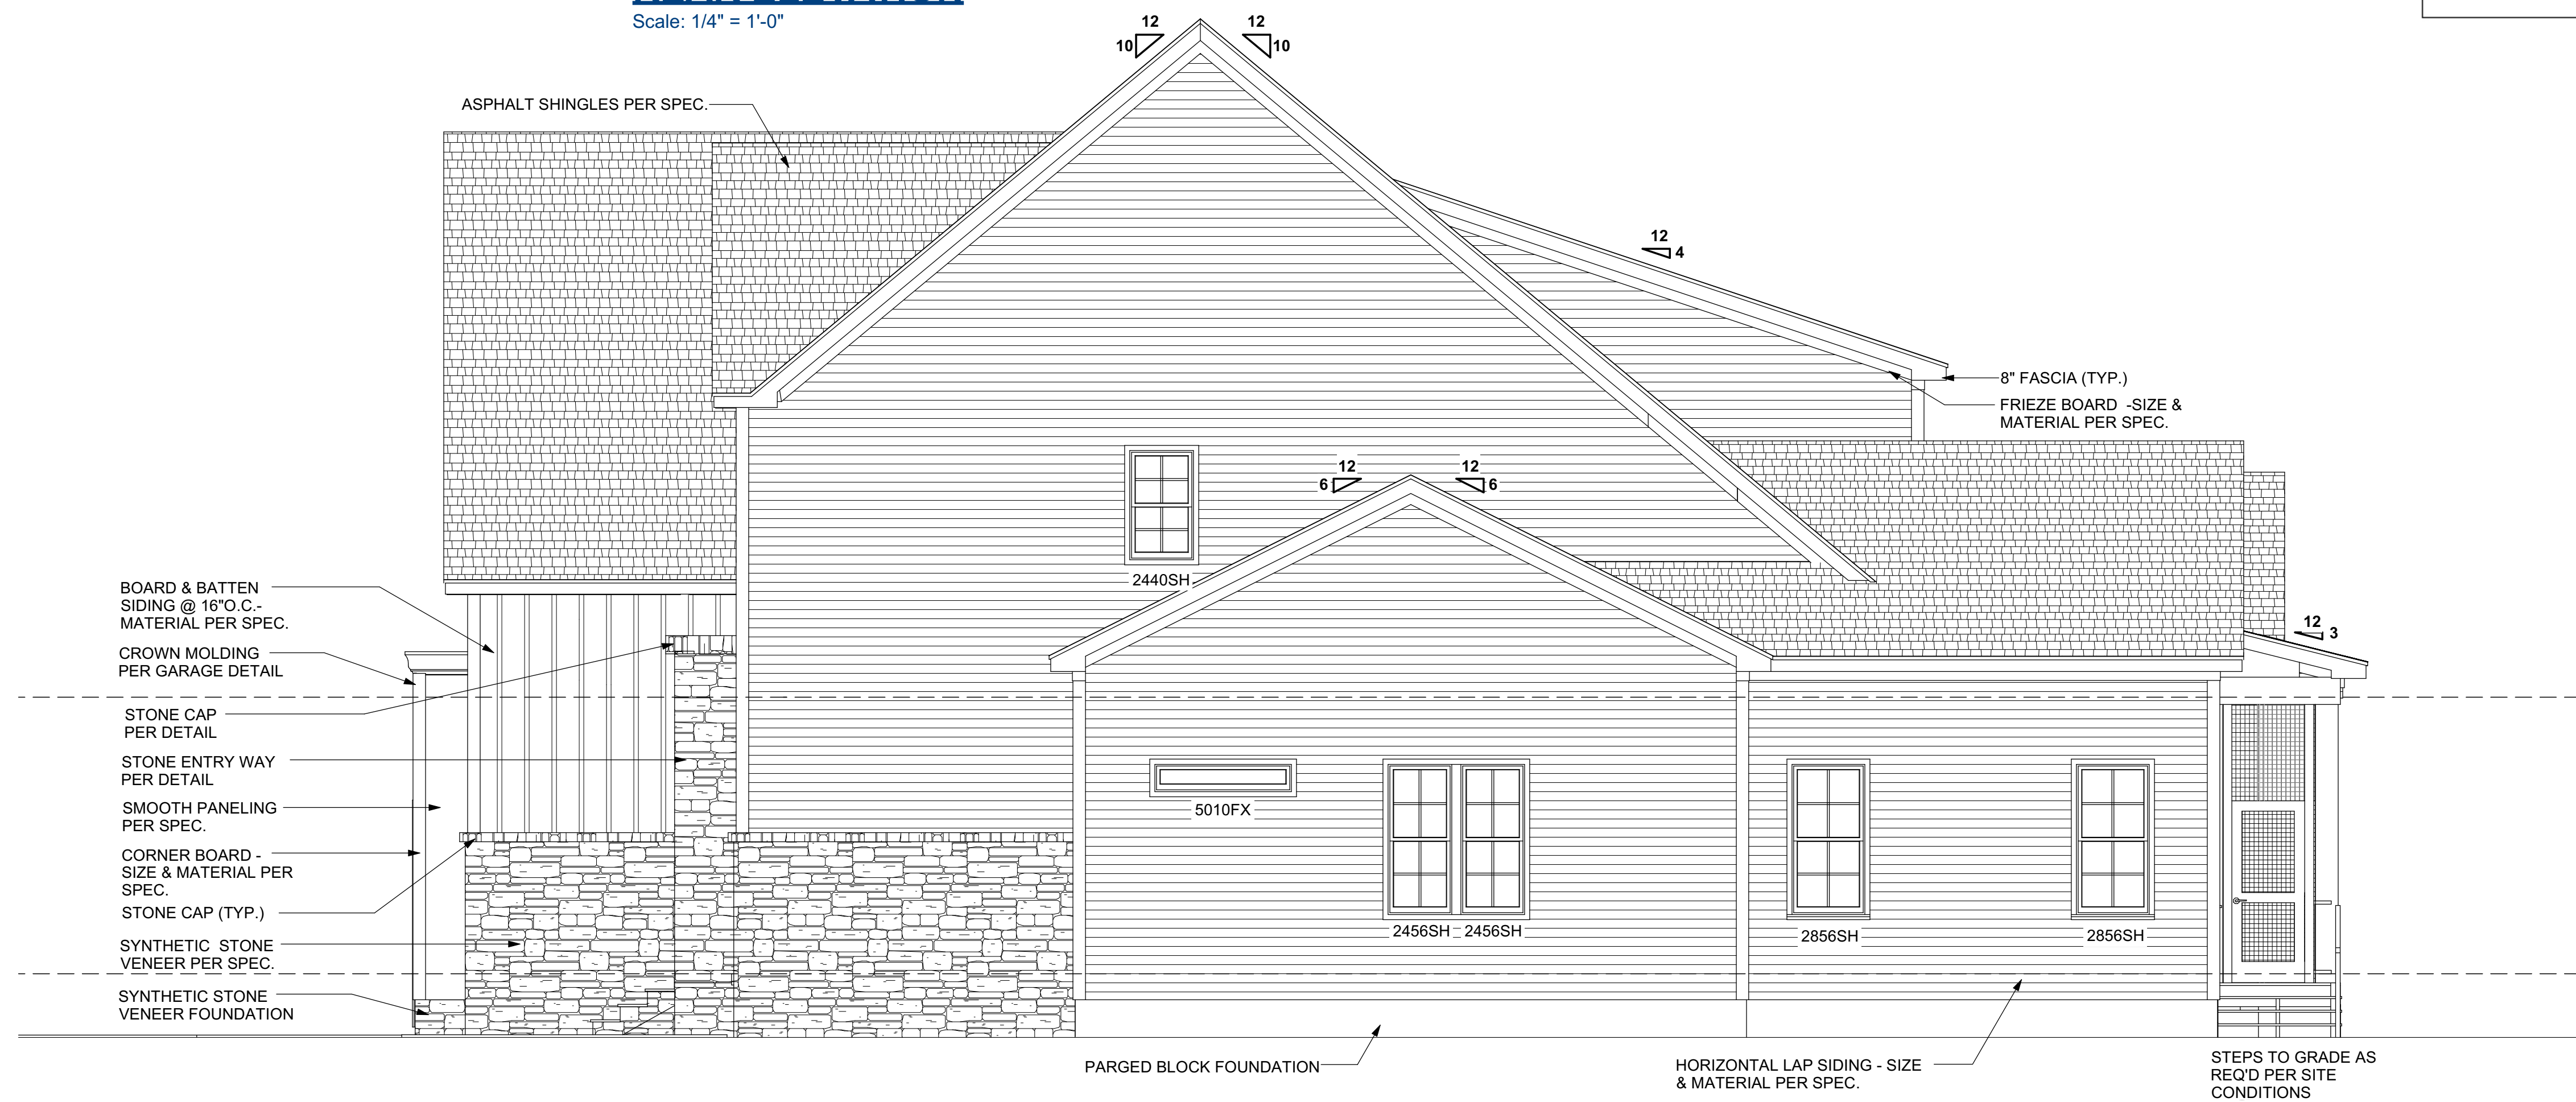 Scale: 1/4" = 1'-0"
12
10
12
10
ASPHALT SHINGLES PER SPEC.
12
4
8" FASCIA (TYP.)
FRIEZE BOARD -SIZE &
MATERIAL PER SPEC.
12
6
12
6
2440SH
BOARD & BATTEN
SIDING @ 16"O.C.-
MATERIAL PER SPEC.
12
3
CROWN MOLDING
PER GARAGE DETAIL
STONE CAP
PER DETAIL
STONE ENTRY WAY
PER DETAIL
SMOOTH PANELING
PER SPEC.
5010FX
CORNER BOARD -
SIZE & MATERIAL PER
SPEC.
STONE CAP (TYP.)
2456SH
2456SH
2856SH
2856SH
SYNTHETIC STONE
VENEER PER SPEC.
SYNTHETIC STONE
VENEER FOUNDATION
PARGED BLOCK FOUNDATION
HORIZONTAL LAP SIDING - SIZE
& MATERIAL PER SPEC.
STEPS TO GRADE AS
REQ'D PER SITE
CONDITIONS